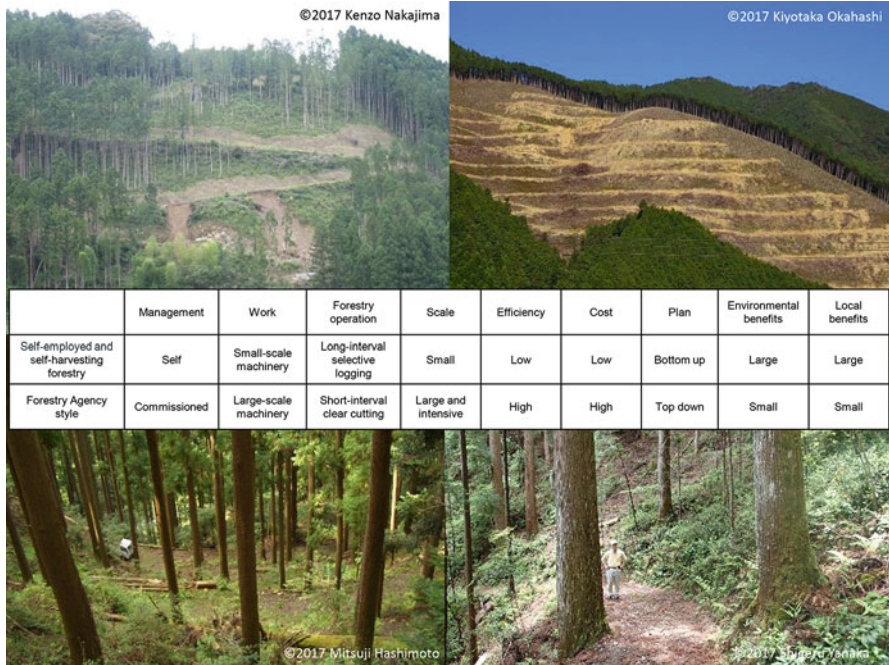 ©2017 Kenzo Nakajima
©2017 Kiyotaka Okahashi
Management
Work
Forestry
operation
Scale
Efficiency
Cost
Plan
Environmental
benefits
Local
benefits
Self-employed and
self-harvesting
forestry
Self
Small-scale
machinery
Long-interval
selective
logging
Small
Low
Low
Bottom up
Large
Large
Forestry Agency
style
Commissioned
Large-scale
machinery
Short-interval
clear cutting
Large and
intensive
High
High
Top down
Small
Small
©2017 Mitsuji Hashimoto
©2017 Shigeru Yanaka